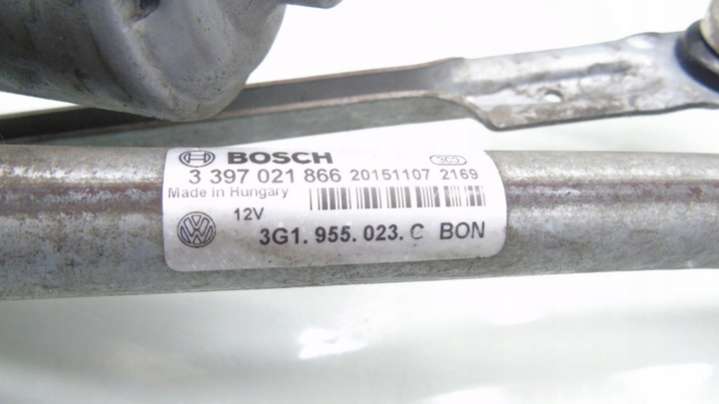 BOSCH
3 397 021 866 20151107 2169
Made in Hungary
12V
3G1.955.023.C BON